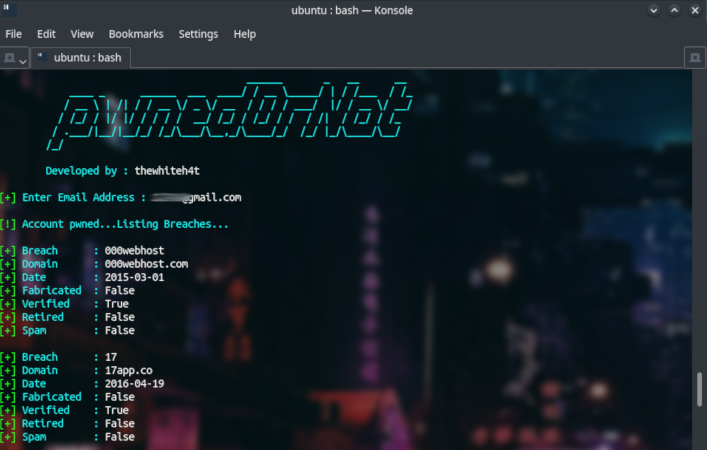 ubuntu : bash — Konsole
File Edit View Bookmarks Settings Help
ubuntu : bash
pwnedOrNot
Developed by : thewhiteh4t
[+] Enter Email Address : @gmail.com
[!] Account pwned...Listing Breaches...
[+] Breach : 000webhost
[+] Domain : 000webhost.com
[+] Date : 2015-03-01
[+] Fabricated : False
[+] Verified : True
[+] Retired : False
[+] Spam : False
[+] Breach : 17
[+] Domain : 17app.co
[+] Date : 2016-04-19
[+] Fabricated : False
[+] Verified : True
[+] Retired : False
[+] Spam : False